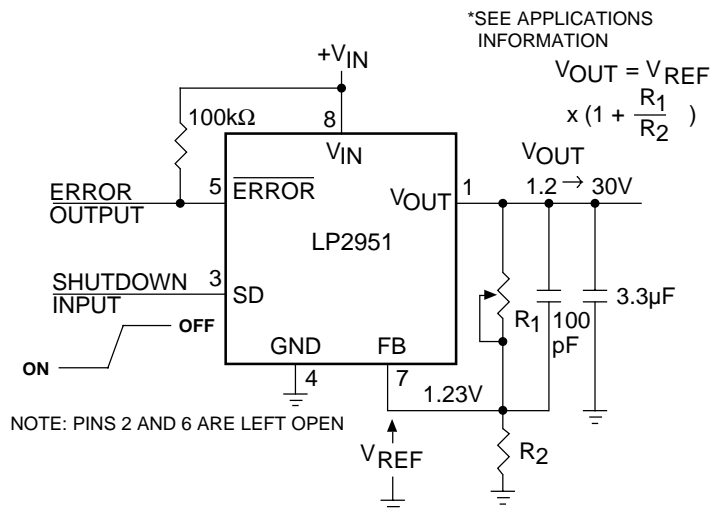 *SEE APPLICATIONS
INFORMATION
+VIN
VOUT = VREF
x (1 + R1/R2 )
100kΩ
8
VIN
VOUT
1.2 → 30V
ERROR
OUTPUT
5
ERROR
VOUT
1
LP2951
SHUTDOWN
INPUT
3
SD
R1
100
pF
3.3µF
OFF
ON
GND
FB
4
7
1.23V
NOTE: PINS 2 AND 6 ARE LEFT OPEN
VREF
R2